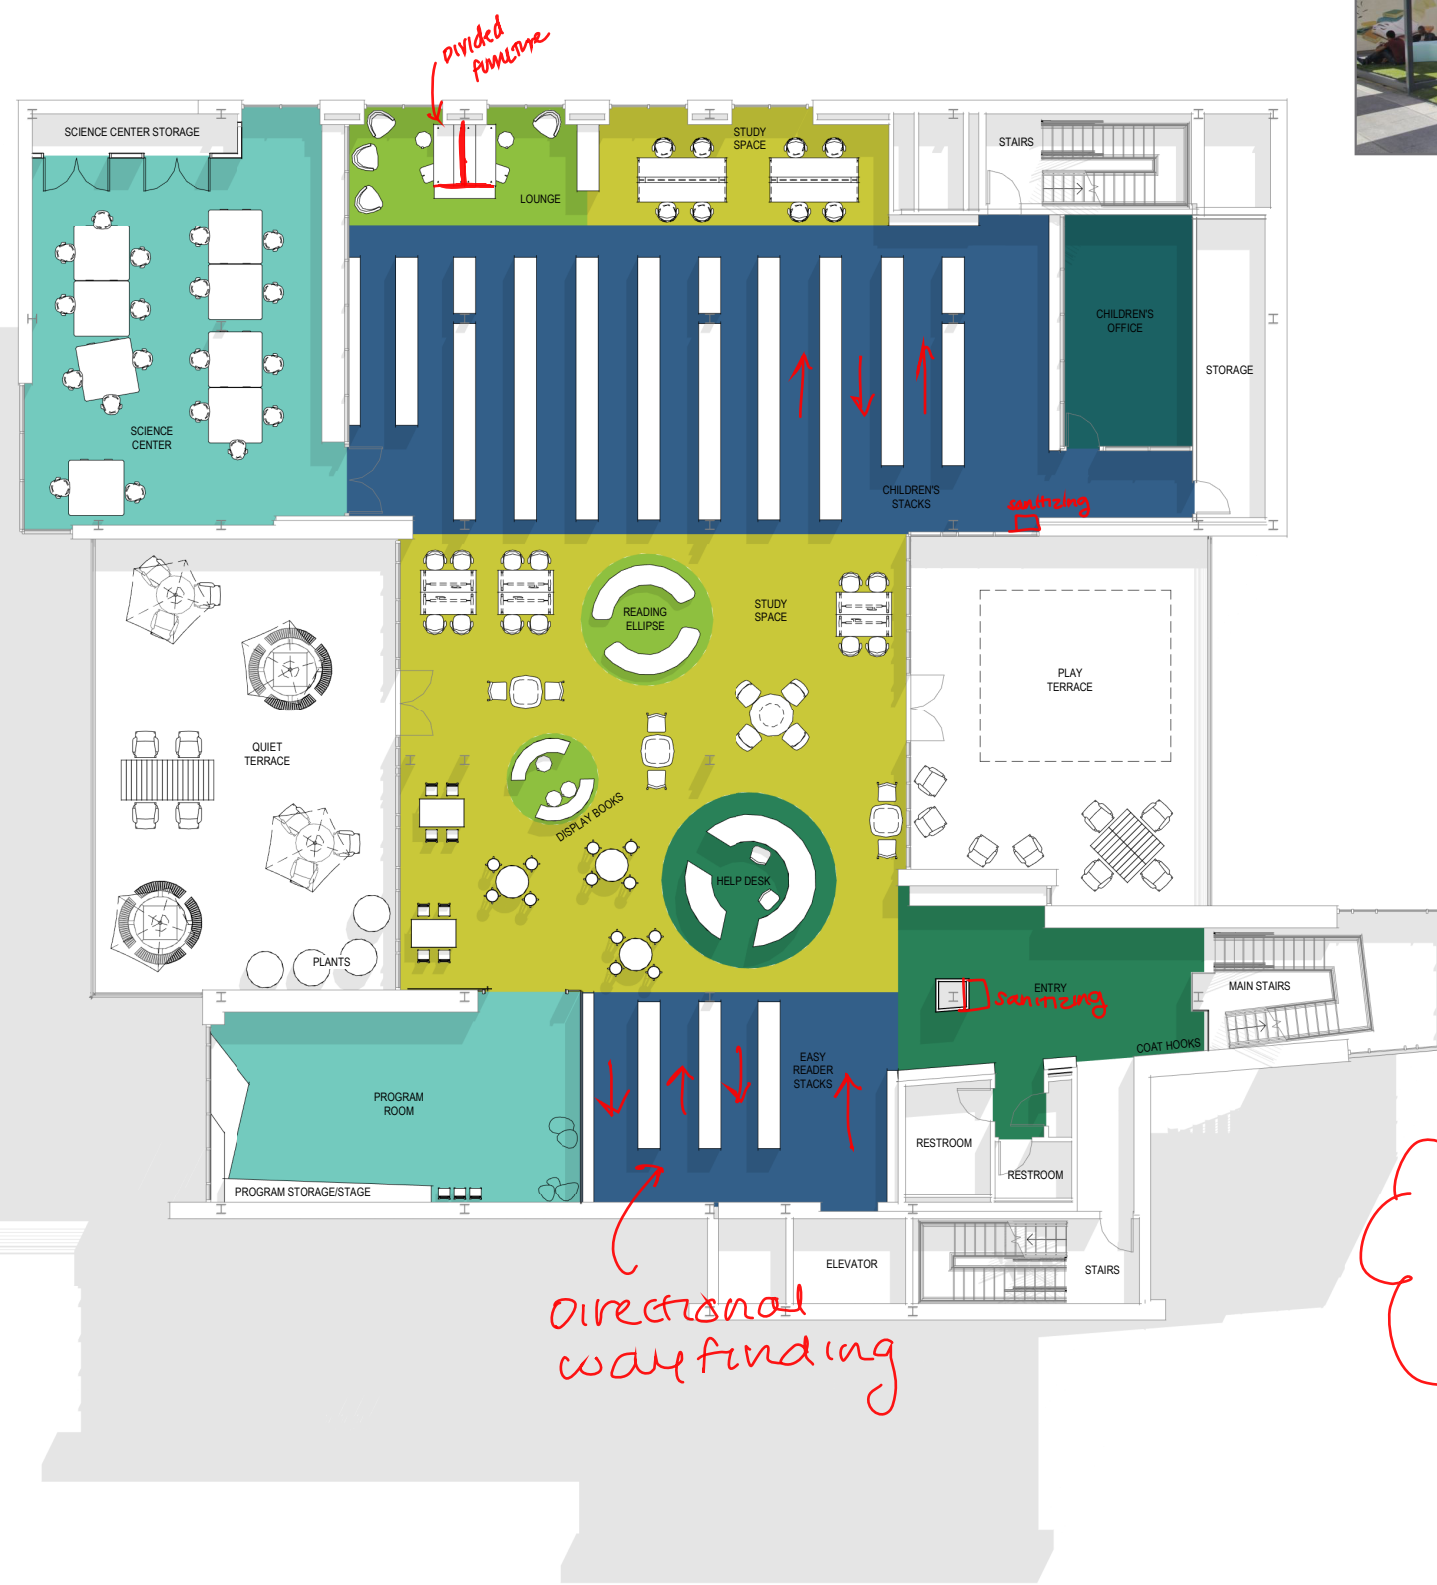 Divided
furniture
SCIENCE CENTER STORAGE
STUDY
SPACE
STAIRS
LOUNGE
CHILDREN'S
OFFICE
STORAGE
SCIENCE
CENTER
CHILDREN'S
STACKS
sanitizing
READING
ELLIPSE
STUDY
SPACE
PLAY
TERRACE
QUIET
TERRACE
DISPLAY BOOKS
HELP DESK
PLANTS
ENTRY
MAIN STAIRS
sanitizing
COAT HOOKS
EASY
READER
STACKS
PROGRAM
ROOM
RESTROOM
RESTROOM
PROGRAM STORAGE/STAGE
ELEVATOR
STAIRS
Directional
wayfinding